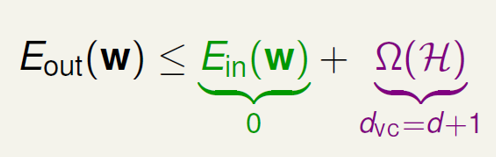 E_out(w) ≤ E_in(w) + Ω(ℋ)
0 d_VC=d+1